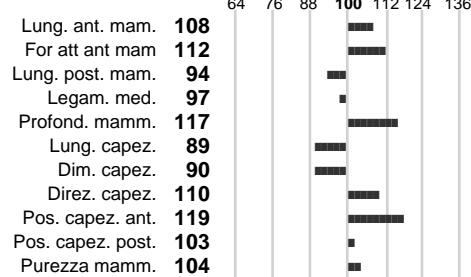 64 76 88 100 112 124 136
Lung. ant. mam. 108
For att ant mam 112
Lung. post. mam. 94
Legam. med. 97
Profond. mamm. 117
Lung. capez. 89
Dim. capez. 90
Direz. capez. 110
Pos. capez. ant. 119
Pos. capez. post. 103
Purezza mamm. 104